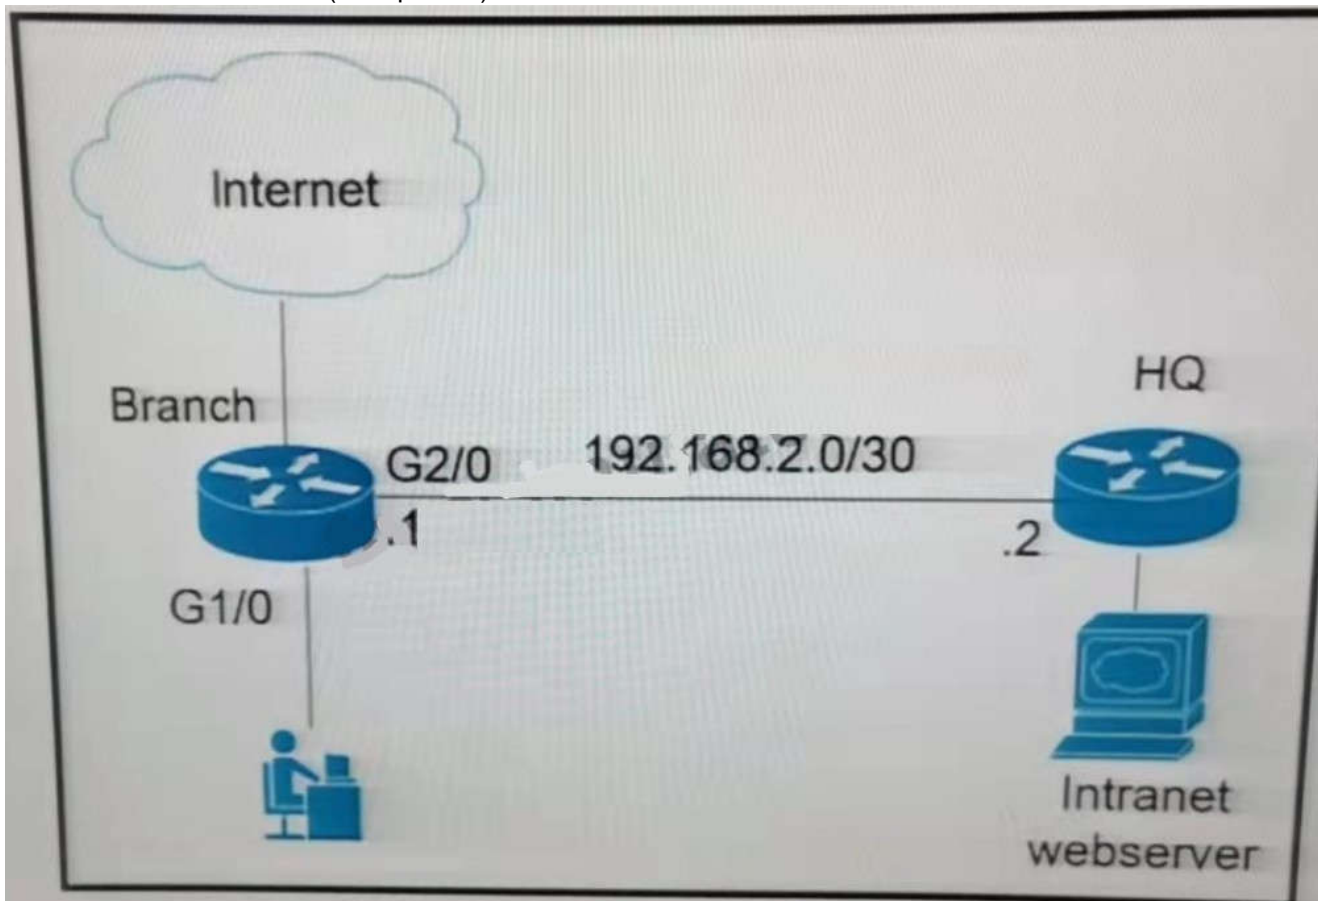 Internet
Branch
HQ
G2/0
192.168.2.0/30
.1
.2
G1/0
Intranet
webserver